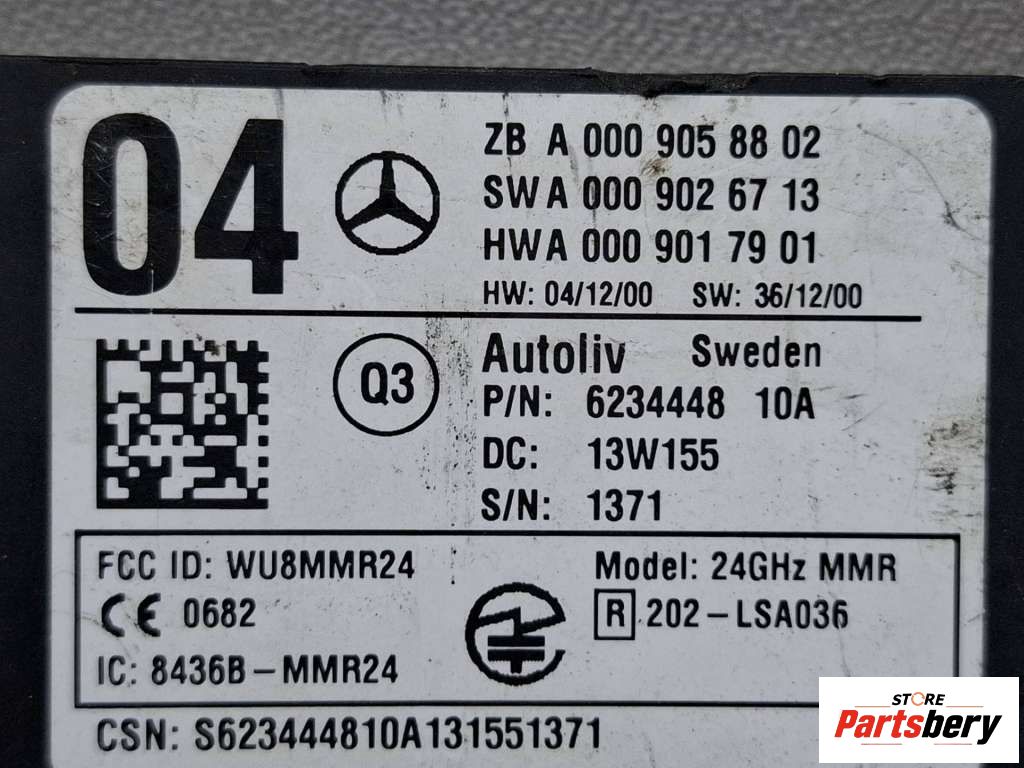 04
ZB A 000 905 88 02
SW A 000 902 67 13
HW A 000 901 79 01
HW: 04/12/00 SW: 36/12/00
Q3
Autoliv Sweden
P/N: 6234448 10A
DC: 13W155
S/N: 1371
FCC ID: WU8MMR24
Model: 24GHz MMR
CE 0682
R 202-LSA036
IC: 8436B-MMR24
CSN: S623444810A131551371
STORE
Partsbery